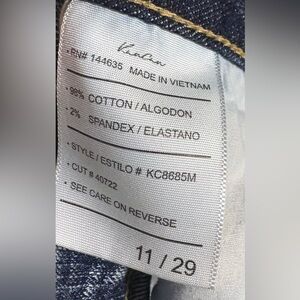 KanCan
• RN# 144635 MADE IN VIETNAM
• 98% COTTON / ALGODON
• 2% SPANDEX / ELASTANO
• STYLE / ESTILO # KC8685M
• CUT # 40722
• SEE CARE ON REVERSE
11 / 29